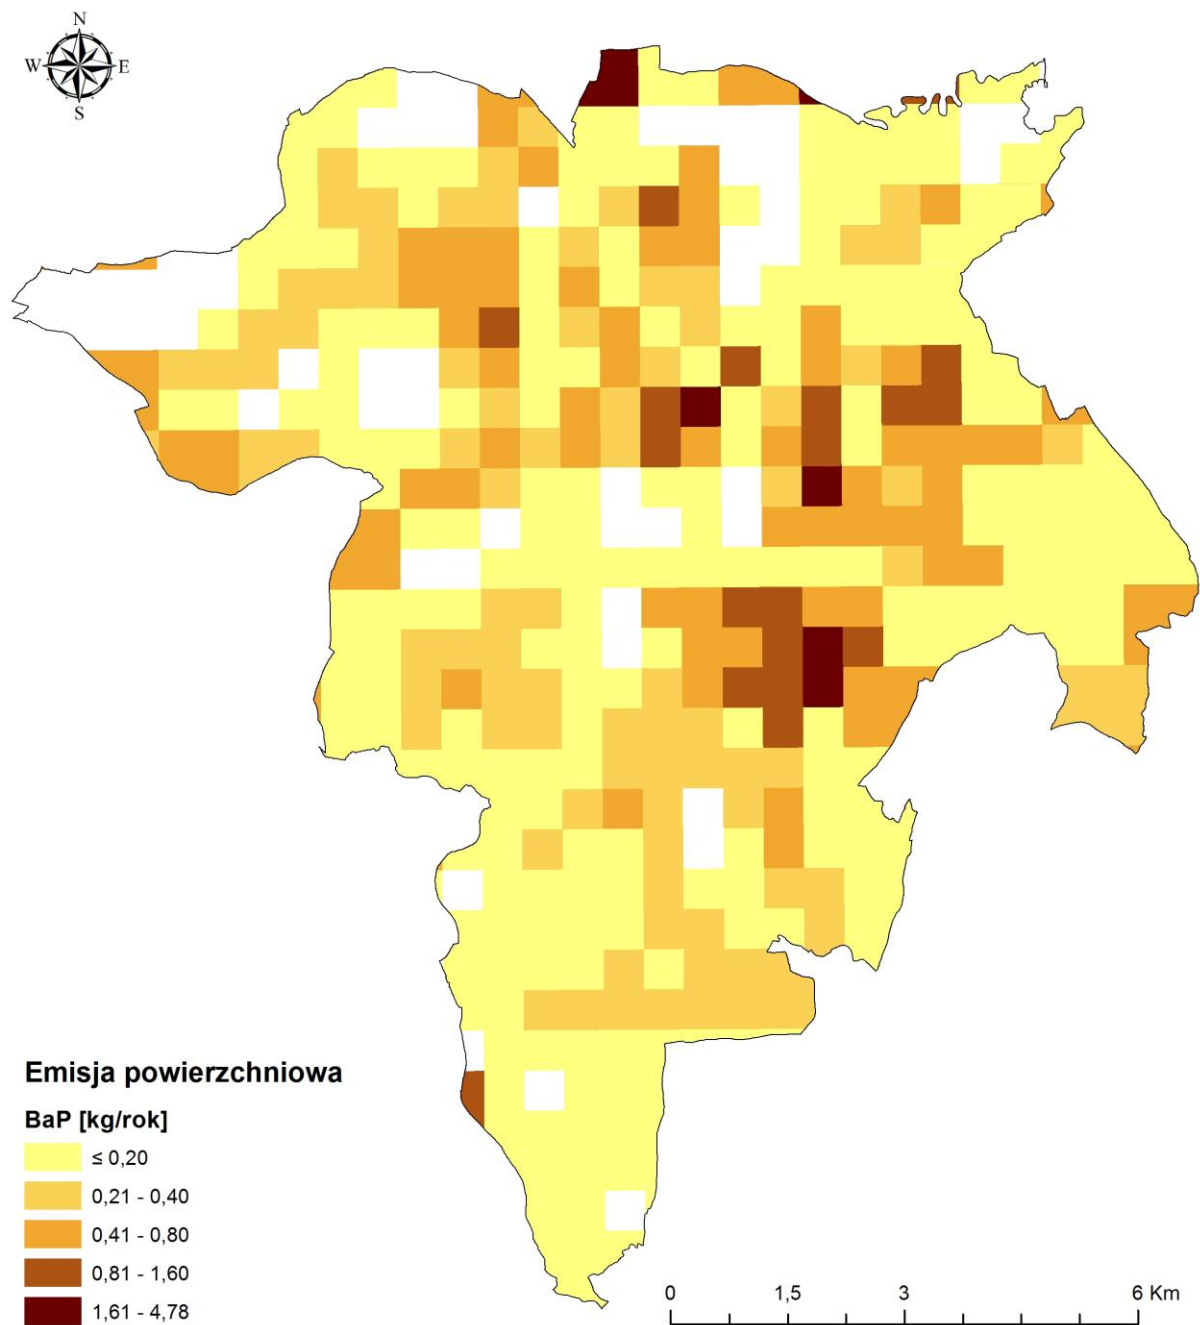 N
W E
S
Emisja powierzchniowa
BaP [kg/rok]
≤ 0,20
0,21 - 0,40
0,41 - 0,80
0,81 - 1,60
1,61 - 4,78
0 1,5 3 6 Km